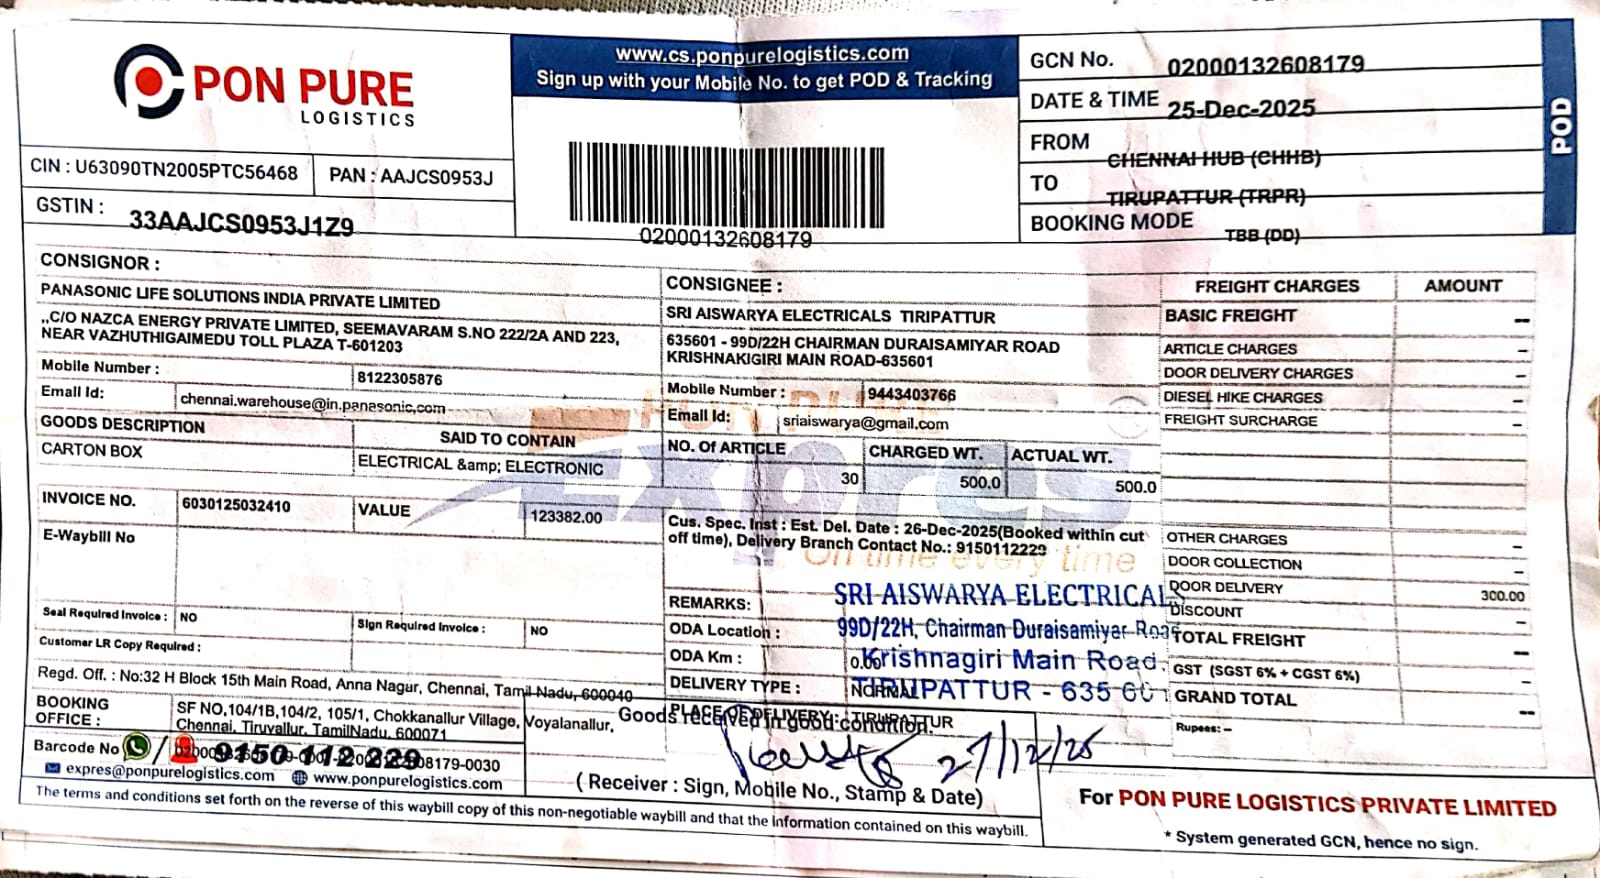 PON PURE
LOGISTICS
CIN : U63090TN2005PTC56468
PAN : AAJCS0953J
GSTIN :
33AAJCS0953J1Z9
www.cs.ponpurelogistics.com
Sign up with your Mobile No. to get POD & Tracking
02000132608179
GCN No. 02000132608179
DATE & TIME 25-Dec-2025
FROM CHENNAI HUB (CHHB)
TO TIRUPATTUR (TRPR)
BOOKING MODE TBB (DD)
POD
CONSIGNOR :
PANASONIC LIFE SOLUTIONS INDIA PRIVATE LIMITED
,,C/O NAZCA ENERGY PRIVATE LIMITED, SEEMAVARAM S.NO 222/2A AND 223,
NEAR VAZHUTHIGAIMEDU TOLL PLAZA T-601203
Mobile Number : 8122305876
Email Id: chennai.warehouse@in.panasonic.com
GOODS DESCRIPTION SAID TO CONTAIN
CARTON BOX ELECTRICAL &amp; ELECTRONIC
INVOICE NO. 6030125032410 VALUE 123382.00
E-Waybill No
Seal Required Invoice : NO Sign Required Invoice : NO
Customer LR Copy Required :
CONSIGNEE :
SRI AISWARYA ELECTRICALS TIRIPATTUR
635601 - 99D/22H CHAIRMAN DURAISAMIYAR ROAD
KRISHNAKIGIRI MAIN ROAD-635601
Mobile Number : 9443403766
Email Id: sriaiswarya@gmail.com
NO. Of ARTICLE CHARGED WT. ACTUAL WT.
30 500.0 500.0
Cus. Spec. Inst : Est. Del. Date : 26-Dec-2025(Booked within cut
off time), Delivery Branch Contact No.: 9150112229
Expres
On time every time
REMARKS:
ODA Location :
ODA Km : 0.00
DELIVERY TYPE : NORMAL
PLACE OF DELIVERY : TIRUPATTUR
SRI AISWARYA ELECTRICALS
99D/22H, Chairman Duraisamiyar Road
Krishnagiri Main Road.
TIRUPATTUR - 635 601
FREIGHT CHARGES AMOUNT
BASIC FREIGHT --
ARTICLE CHARGES –
DOOR DELIVERY CHARGES –
DIESEL HIKE CHARGES –
FREIGHT SURCHARGE –
OTHER CHARGES –
DOOR COLLECTION –
DOOR DELIVERY 300.00
DISCOUNT –
TOTAL FREIGHT --
GST (SGST 6% + CGST 6%) –
GRAND TOTAL --
Rupees: –
Regd. Off. : No:32 H Block 15th Main Road, Anna Nagar, Chennai, Tamil Nadu, 600040
BOOKING OFFICE : SF NO,104/1B,104/2, 105/1, Chokkanallur Village, Voyalanallur,
Chennai, Tiruvallur, TamilNadu, 600071
Barcode No / 9150 112 229
08179-0030
expres@ponpurelogistics.com www.ponpurelogistics.com
Goods received in good condition.
27/12/25
( Receiver : Sign, Mobile No., Stamp & Date)
The terms and conditions set forth on the reverse of this waybill copy of this non-negotiable waybill and that the information contained on this waybill.
For PON PURE LOGISTICS PRIVATE LIMITED
* System generated GCN, hence no sign.